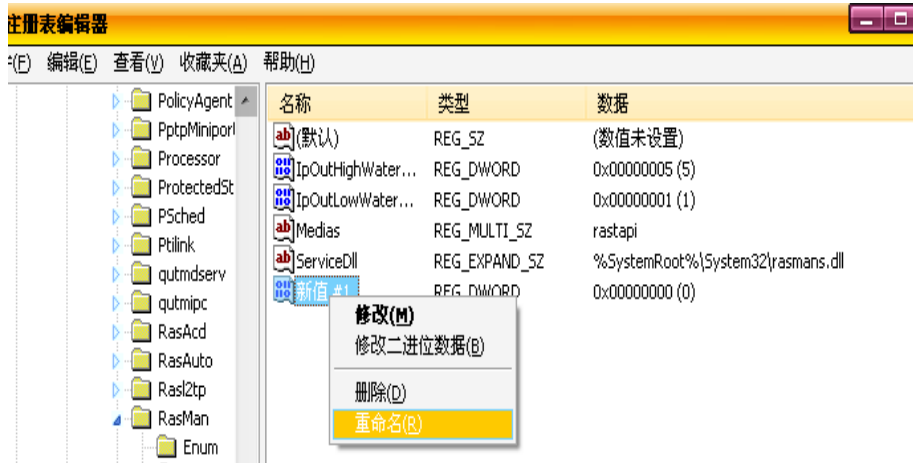 注册表编辑器
(F) 编辑(E) 查看(V) 收藏夹(A) 帮助(H)
PolicyAgent
PptpMinipor
Processor
ProtectedSt
PSched
Ptilink
qutmdserv
qutmipc
RasAcd
RasAuto
Rasl2tp
RasMan
Enum
名称 类型 数据
(默认) REG_SZ (数值未设置)
IpOutHighWater... REG_DWORD 0x00000005 (5)
IpOutLowWater... REG_DWORD 0x00000001 (1)
Medias REG_MULTI_SZ rastapi
ServiceDll REG_EXPAND_SZ %SystemRoot%\System32\rasmans.dll
新值 #1 REG_DWORD 0x00000000 (0)
修改(M)
修改二进位数据(B)
删除(D)
重命名(R)